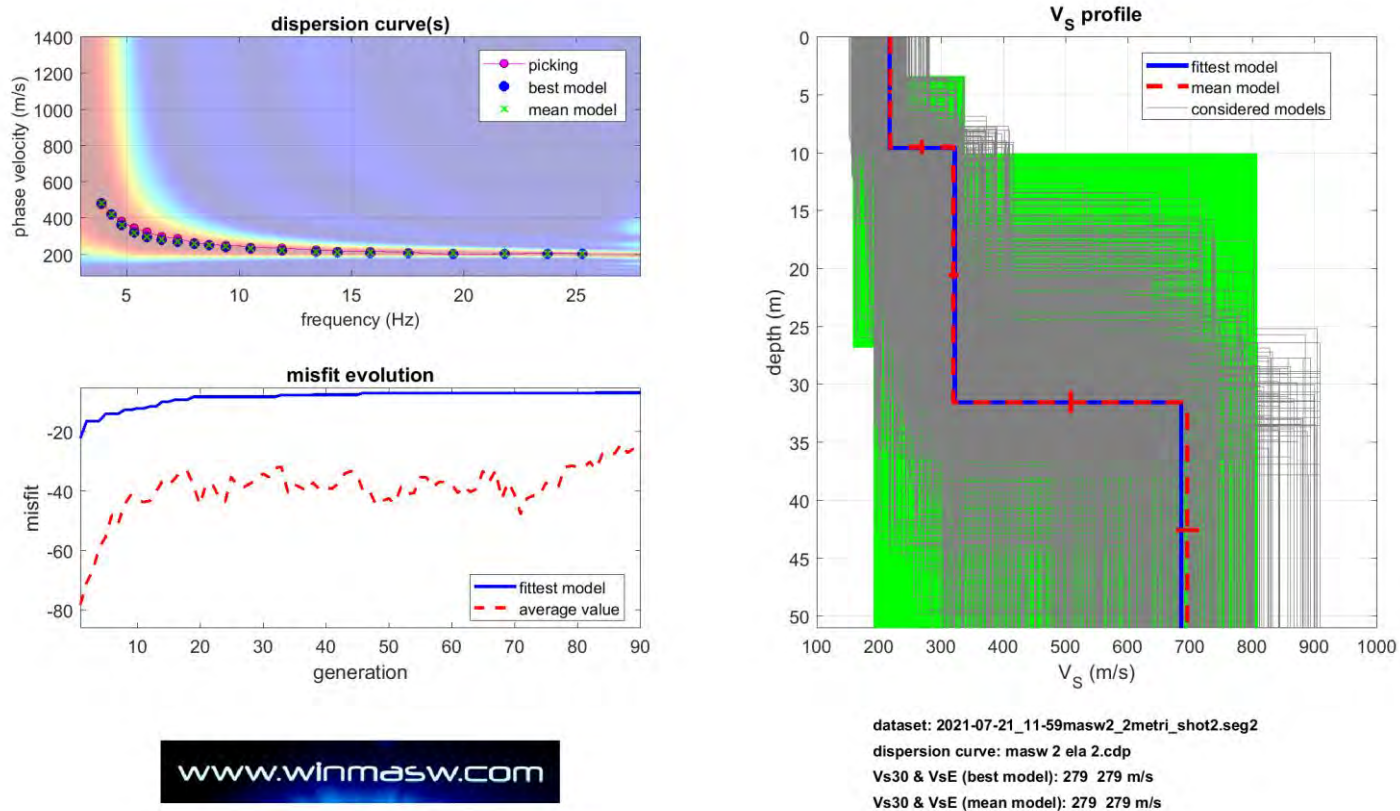 dispersion curve(s)
1400
1200
1000
800
600
400
200
phase velocity (m/s)
picking
best model
mean model
5 10 15 20 25
frequency (Hz)
misfit evolution
-20
-40
-60
-80
misfit
fittest model
average value
10 20 30 40 50 60 70 80 90
generation
www.winmasw.com
V_S profile
0
5
10
15
20
25
30
35
40
45
50
depth (m)
fittest model
mean model
considered models
100 200 300 400 500 600 700 800 900 1000
V_S (m/s)
dataset: 2021-07-21_11-59masw2_2metri_shot2.seg2
dispersion curve: masw 2 ela 2.cdp
Vs30 & VsE (best model): 279 279 m/s
Vs30 & VsE (mean model): 279 279 m/s